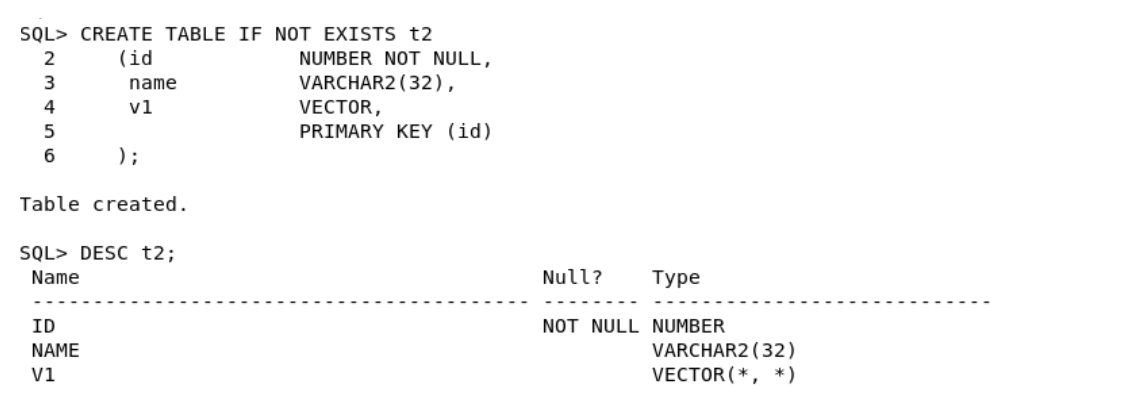 SQL> CREATE TABLE IF NOT EXISTS t2
  2     (id            NUMBER NOT NULL,
  3      name          VARCHAR2(32),
  4      v1            VECTOR,
  5                    PRIMARY KEY (id)
  6     );
Table created.
SQL> DESC t2;
 Name                                      Null?    Type
 ----------------------------------------- -------- ----------------------------
 ID                                        NOT NULL NUMBER
 NAME                                               VARCHAR2(32)
 V1                                                 VECTOR(*, *)